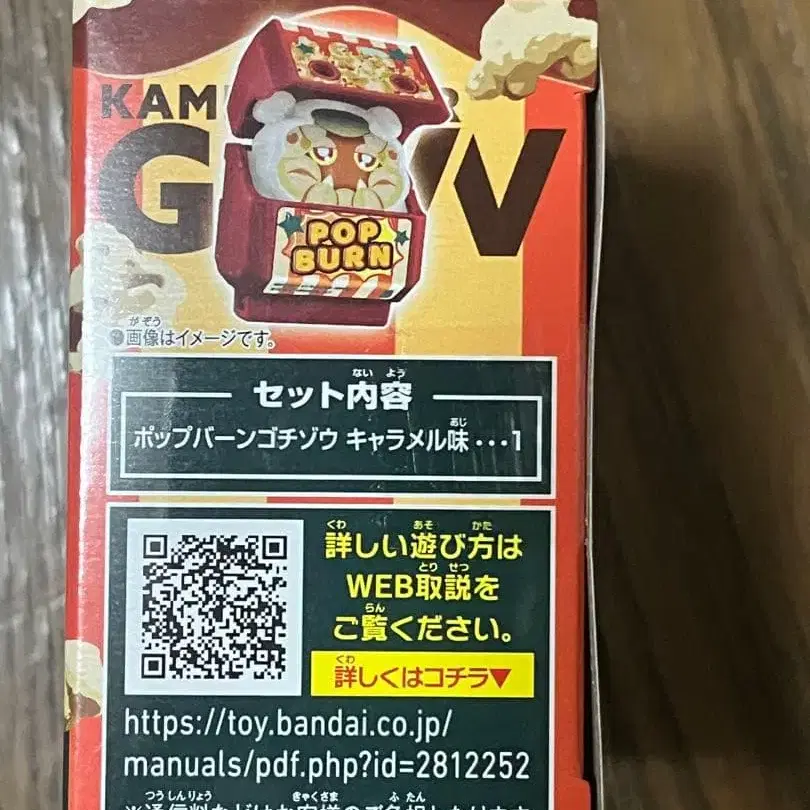 KAM
G V
POP
BURN
●画像はイメージです。
セット内容
ポップバーンゴチゾウ キャラメル味・・・1
詳しい遊び方は
WEB取説を
ご覧ください。
詳しくはコチラ▼
https://toy.bandai.co.jp/
manuals/pdf.php?id=2812252